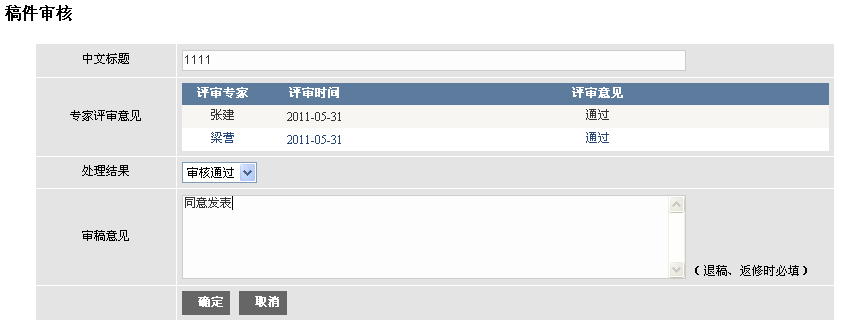 稿件审核
中文标题 1111
专家评审意见
评审专家 评审时间 评审意见
张建 2011-05-31 通过
梁营 2011-05-31 通过
处理结果 审核通过
审稿意见 同意发表
（退稿、返修时必填）
确定 取消